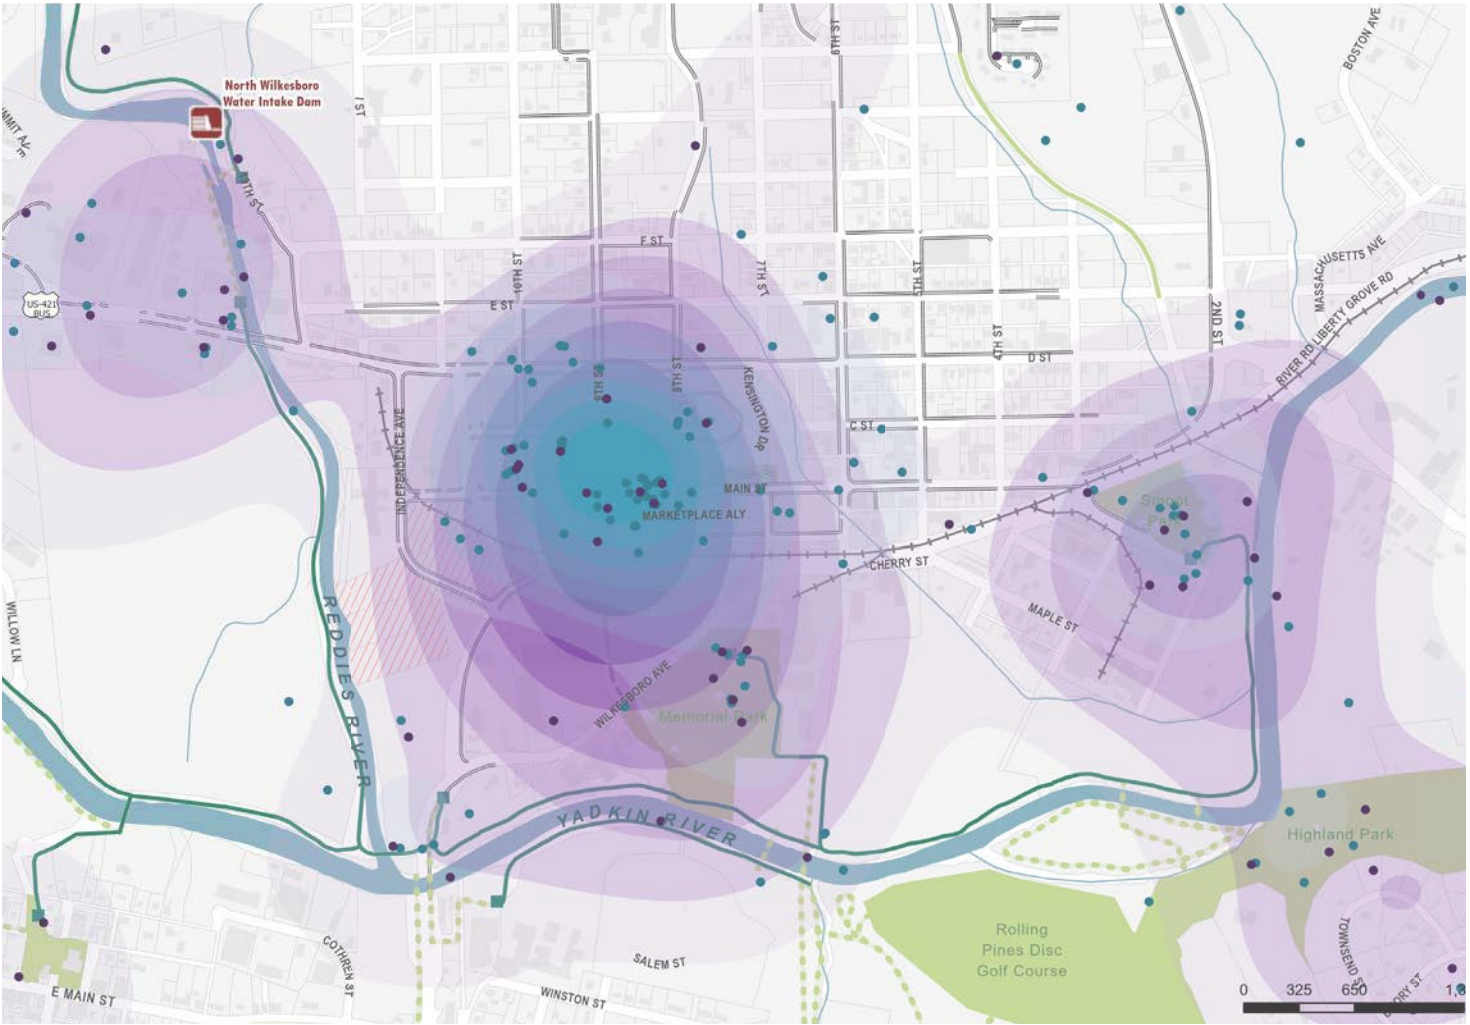 BOSTON AVE
6TH ST
I ST
North Wilkesboro
Water Intake Dam
F ST
10TH ST
7TH ST
5TH ST
MASSACHUSETTS AVE
RIVER RD LIBERTY GROVE RD
US-421
BUS
E ST
2ND ST
4TH ST
D ST
9TH ST
8TH ST
KENSINGTON DR
INDEPENDENCE AVE
C ST
MAIN ST
MARKETPLACE ALY
Smoot
CHERRY ST
MAPLE ST
WILLOW LN
REDDIES RIVER
WILKESBORO AVE
Memorial Park
YADKIN RIVER
Highland Park
Rolling
Pines Disc
Golf Course
TOWNSEND S
COTHREN ST
SALEM ST
WINSTON ST
E MAIN ST
0 325 650